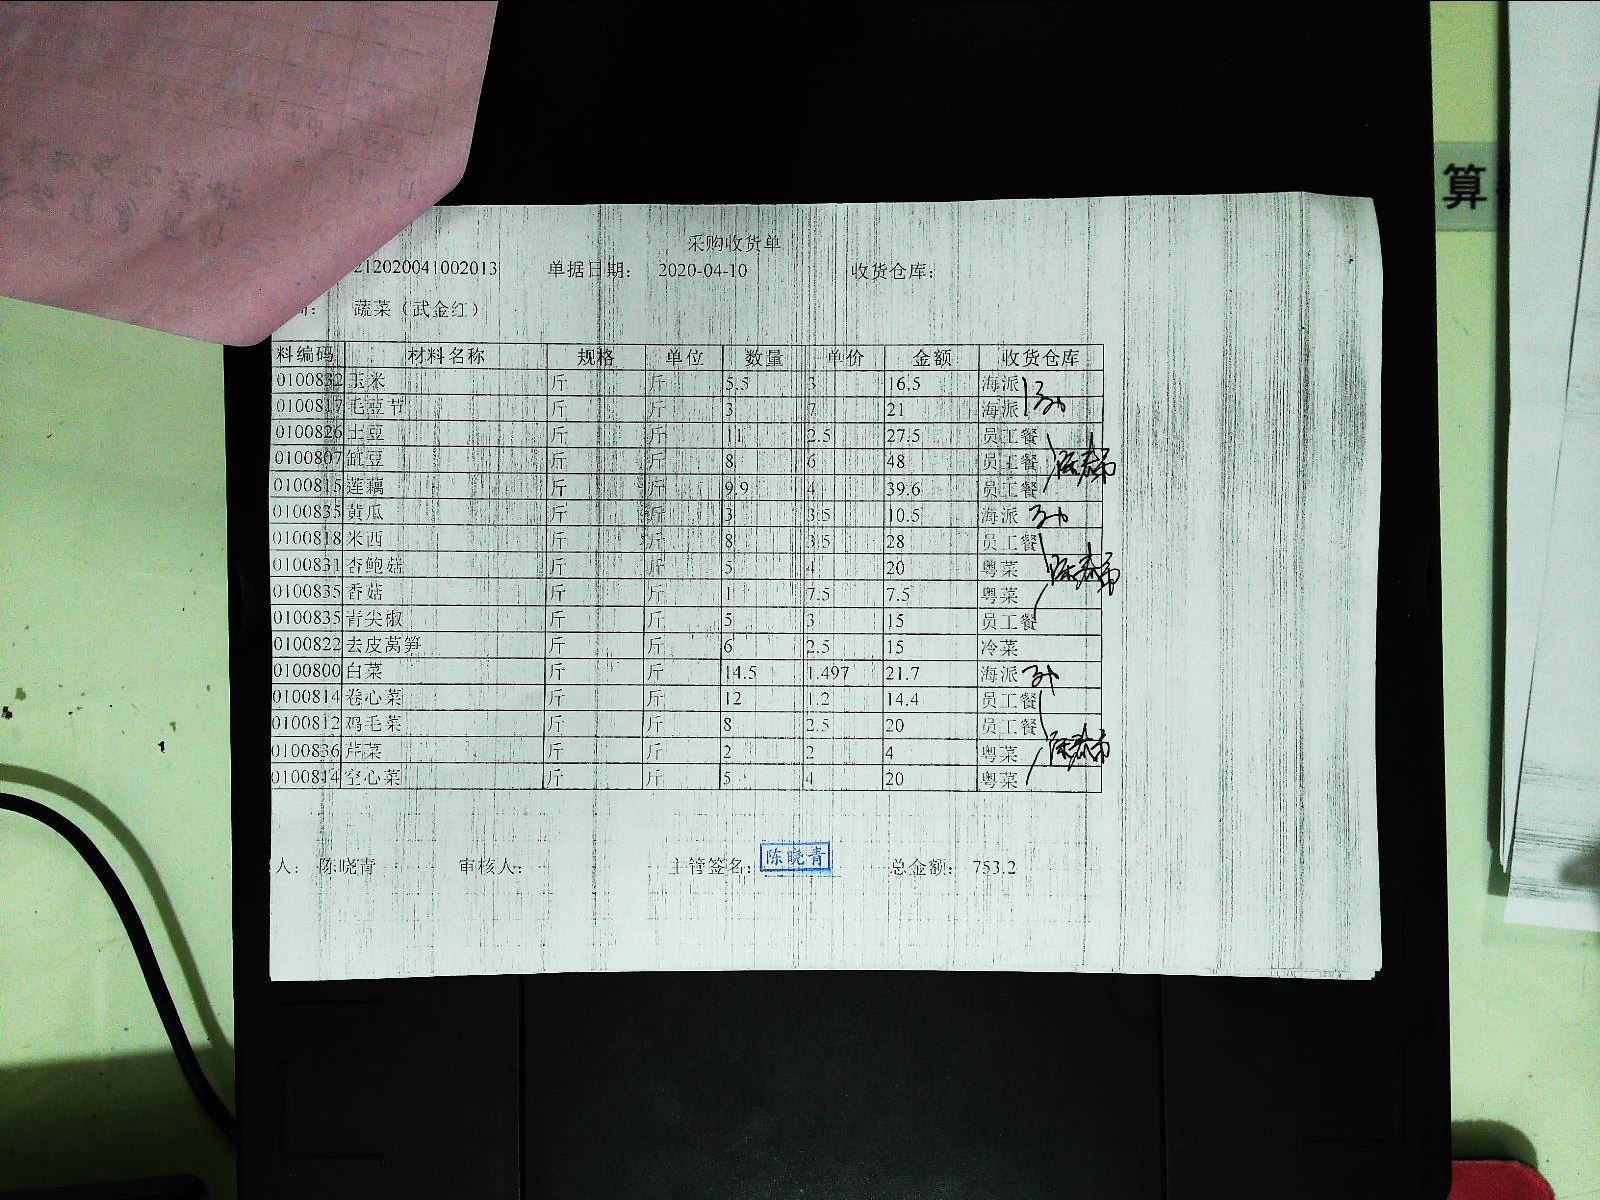 采购收货单
212020041002013 单据日期： 2020-04-10 收货仓库：
商： 蔬菜（武金红）
料编码 材料名称 规格 单位 数量 单价 金额 收货仓库
0100832 玉米 斤 斤 5.5 3 16.5 海派
0100817 毛豆节 斤 斤 3 7 21 海派
0100826 土豆 斤 斤 11 2.5 27.5 员工餐
0100807 豇豆 斤 斤 8 6 48 员工餐
0100815 莲藕 斤 斤 9.9 4 39.6 员工餐
0100835 黄瓜 斤 斤 3 3.5 10.5 海派
0100818 米西 斤 斤 8 3.5 28 员工餐
0100831 杏鲍菇 斤 斤 5 4 20 粤菜
0100835 香菇 斤 斤 1 7.5 7.5 粤菜
0100835 青尖椒 斤 斤 5 3 15 员工餐
0100822 去皮莴笋 斤 斤 6 2.5 15 冷菜
0100800 白菜 斤 斤 14.5 1.497 21.7 海派
0100814 卷心菜 斤 斤 12 1.2 14.4 员工餐
0100812 鸡毛菜 斤 斤 8 2.5 20 员工餐
0100836 芹菜 斤 斤 2 2 4 粤菜
0100814 空心菜 斤 斤 5 4 20 粤菜
人： 陈晓青 审核人： 主管签名： 陈晓青 总金额： 753.2
算